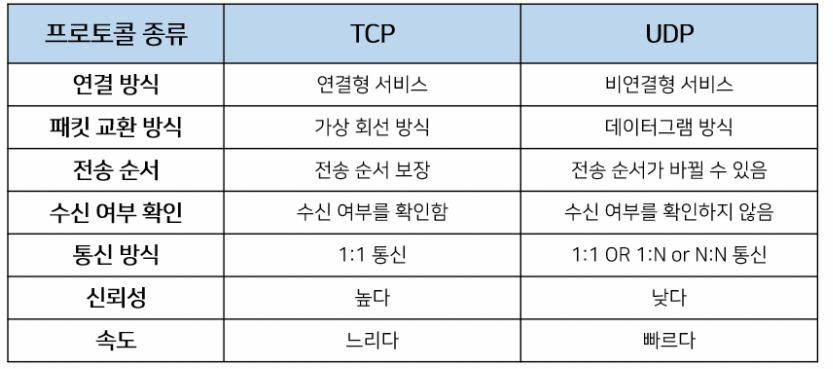 프로토콜 종류 TCP UDP
연결 방식 연결형 서비스 비연결형 서비스
패킷 교환 방식 가상 회선 방식 데이터그램 방식
전송 순서 전송 순서 보장 전송 순서가 바뀔 수 있음
수신 여부 확인 수신 여부를 확인함 수신 여부를 확인하지 않음
통신 방식 1:1 통신 1:1 OR 1:N or N:N 통신
신뢰성 높다 낮다
속도 느리다 빠르다